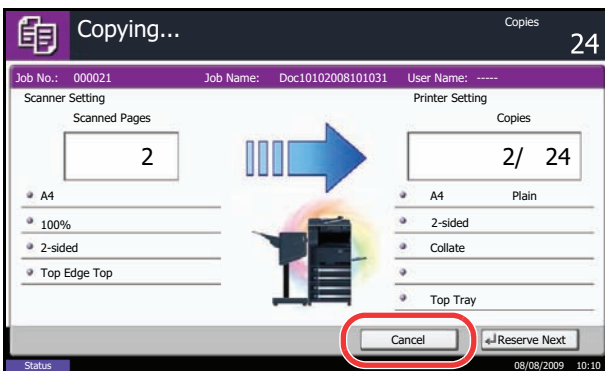 Copying...
Copies
24
Job No.: 000021 Job Name: Doc10102008101031 User Name: -----
Scanner Setting
Printer Setting
Scanned Pages
Copies
2
2/ 24
A4
A4 Plain
100%
2-sided
2-sided
Collate
Top Edge Top
Top Tray
Cancel
Reserve Next
Status
08/08/2009 10:10